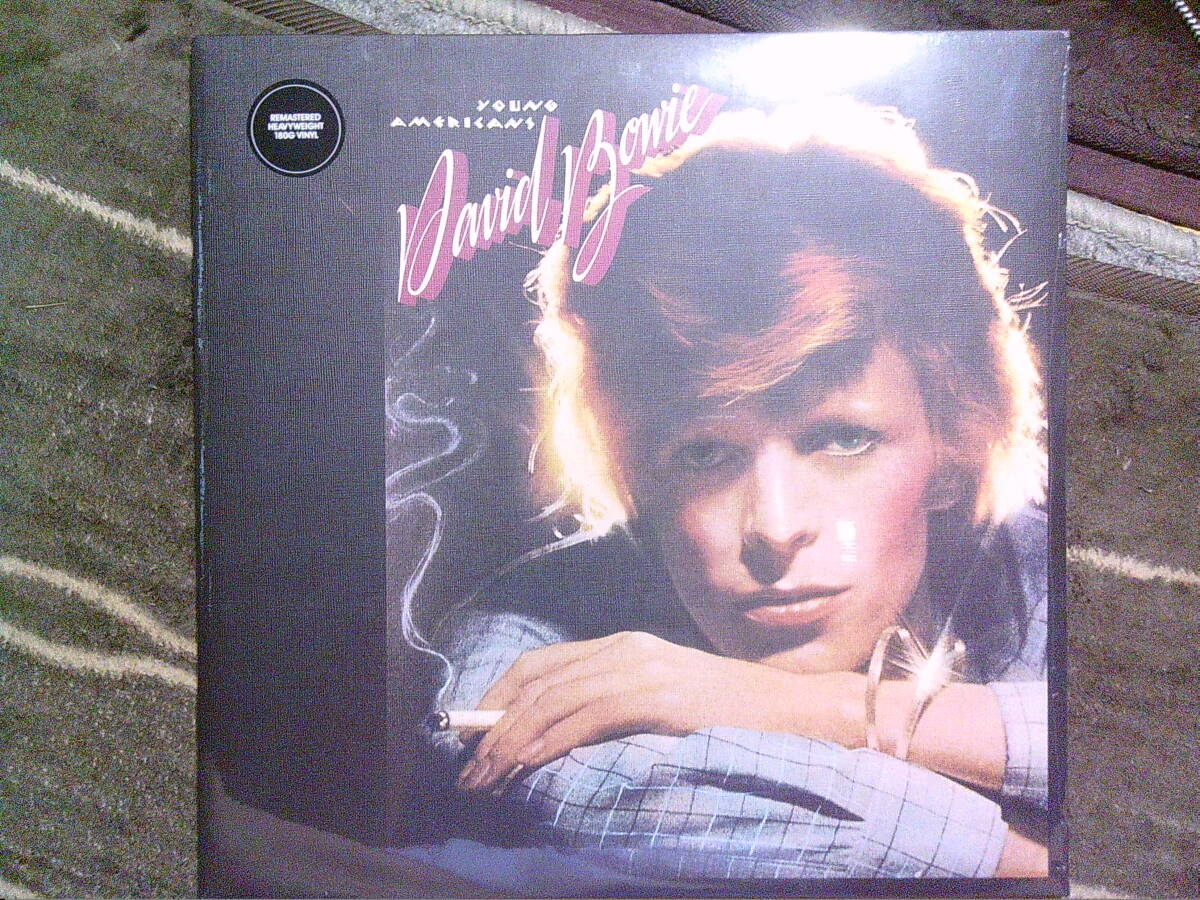 REMASTERED
HEAVYWEIGHT
180G VINYL
YOUNG
AMERICANS
David Bowie